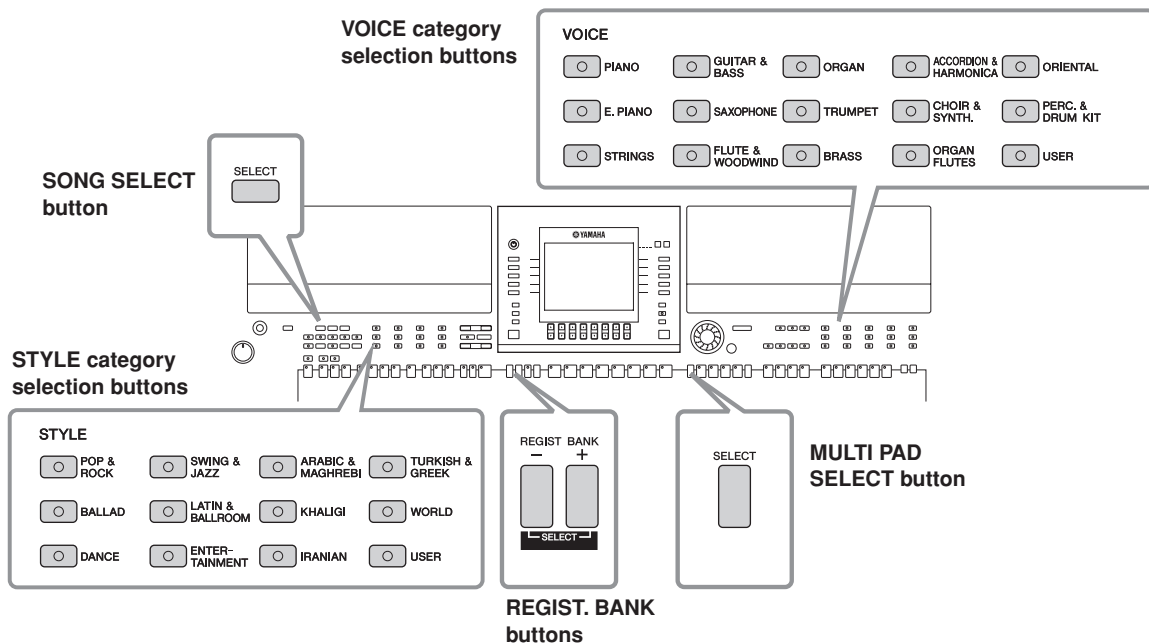 VOICE category
selection buttons
VOICE
PIANO
GUITAR &
BASS
ORGAN
ACCORDION &
HARMONICA
ORIENTAL
E. PIANO
SAXOPHONE
TRUMPET
CHOIR &
SYNTH.
PERC. &
DRUM KIT
STRINGS
FLUTE &
WOODWIND
BRASS
ORGAN
FLUTES
USER
SONG SELECT
button
SELECT
YAMAHA
STYLE category
selection buttons
STYLE
POP &
ROCK
SWING &
JAZZ
ARABIC &
MAGHREBI
TURKISH &
GREEK
BALLAD
LATIN &
BALLROOM
KHALIGI
WORLD
DANCE
ENTER-
TAINMENT
IRANIAN
USER
REGIST BANK
− +
SELECT
REGIST. BANK
buttons
SELECT
MULTI PAD
SELECT button